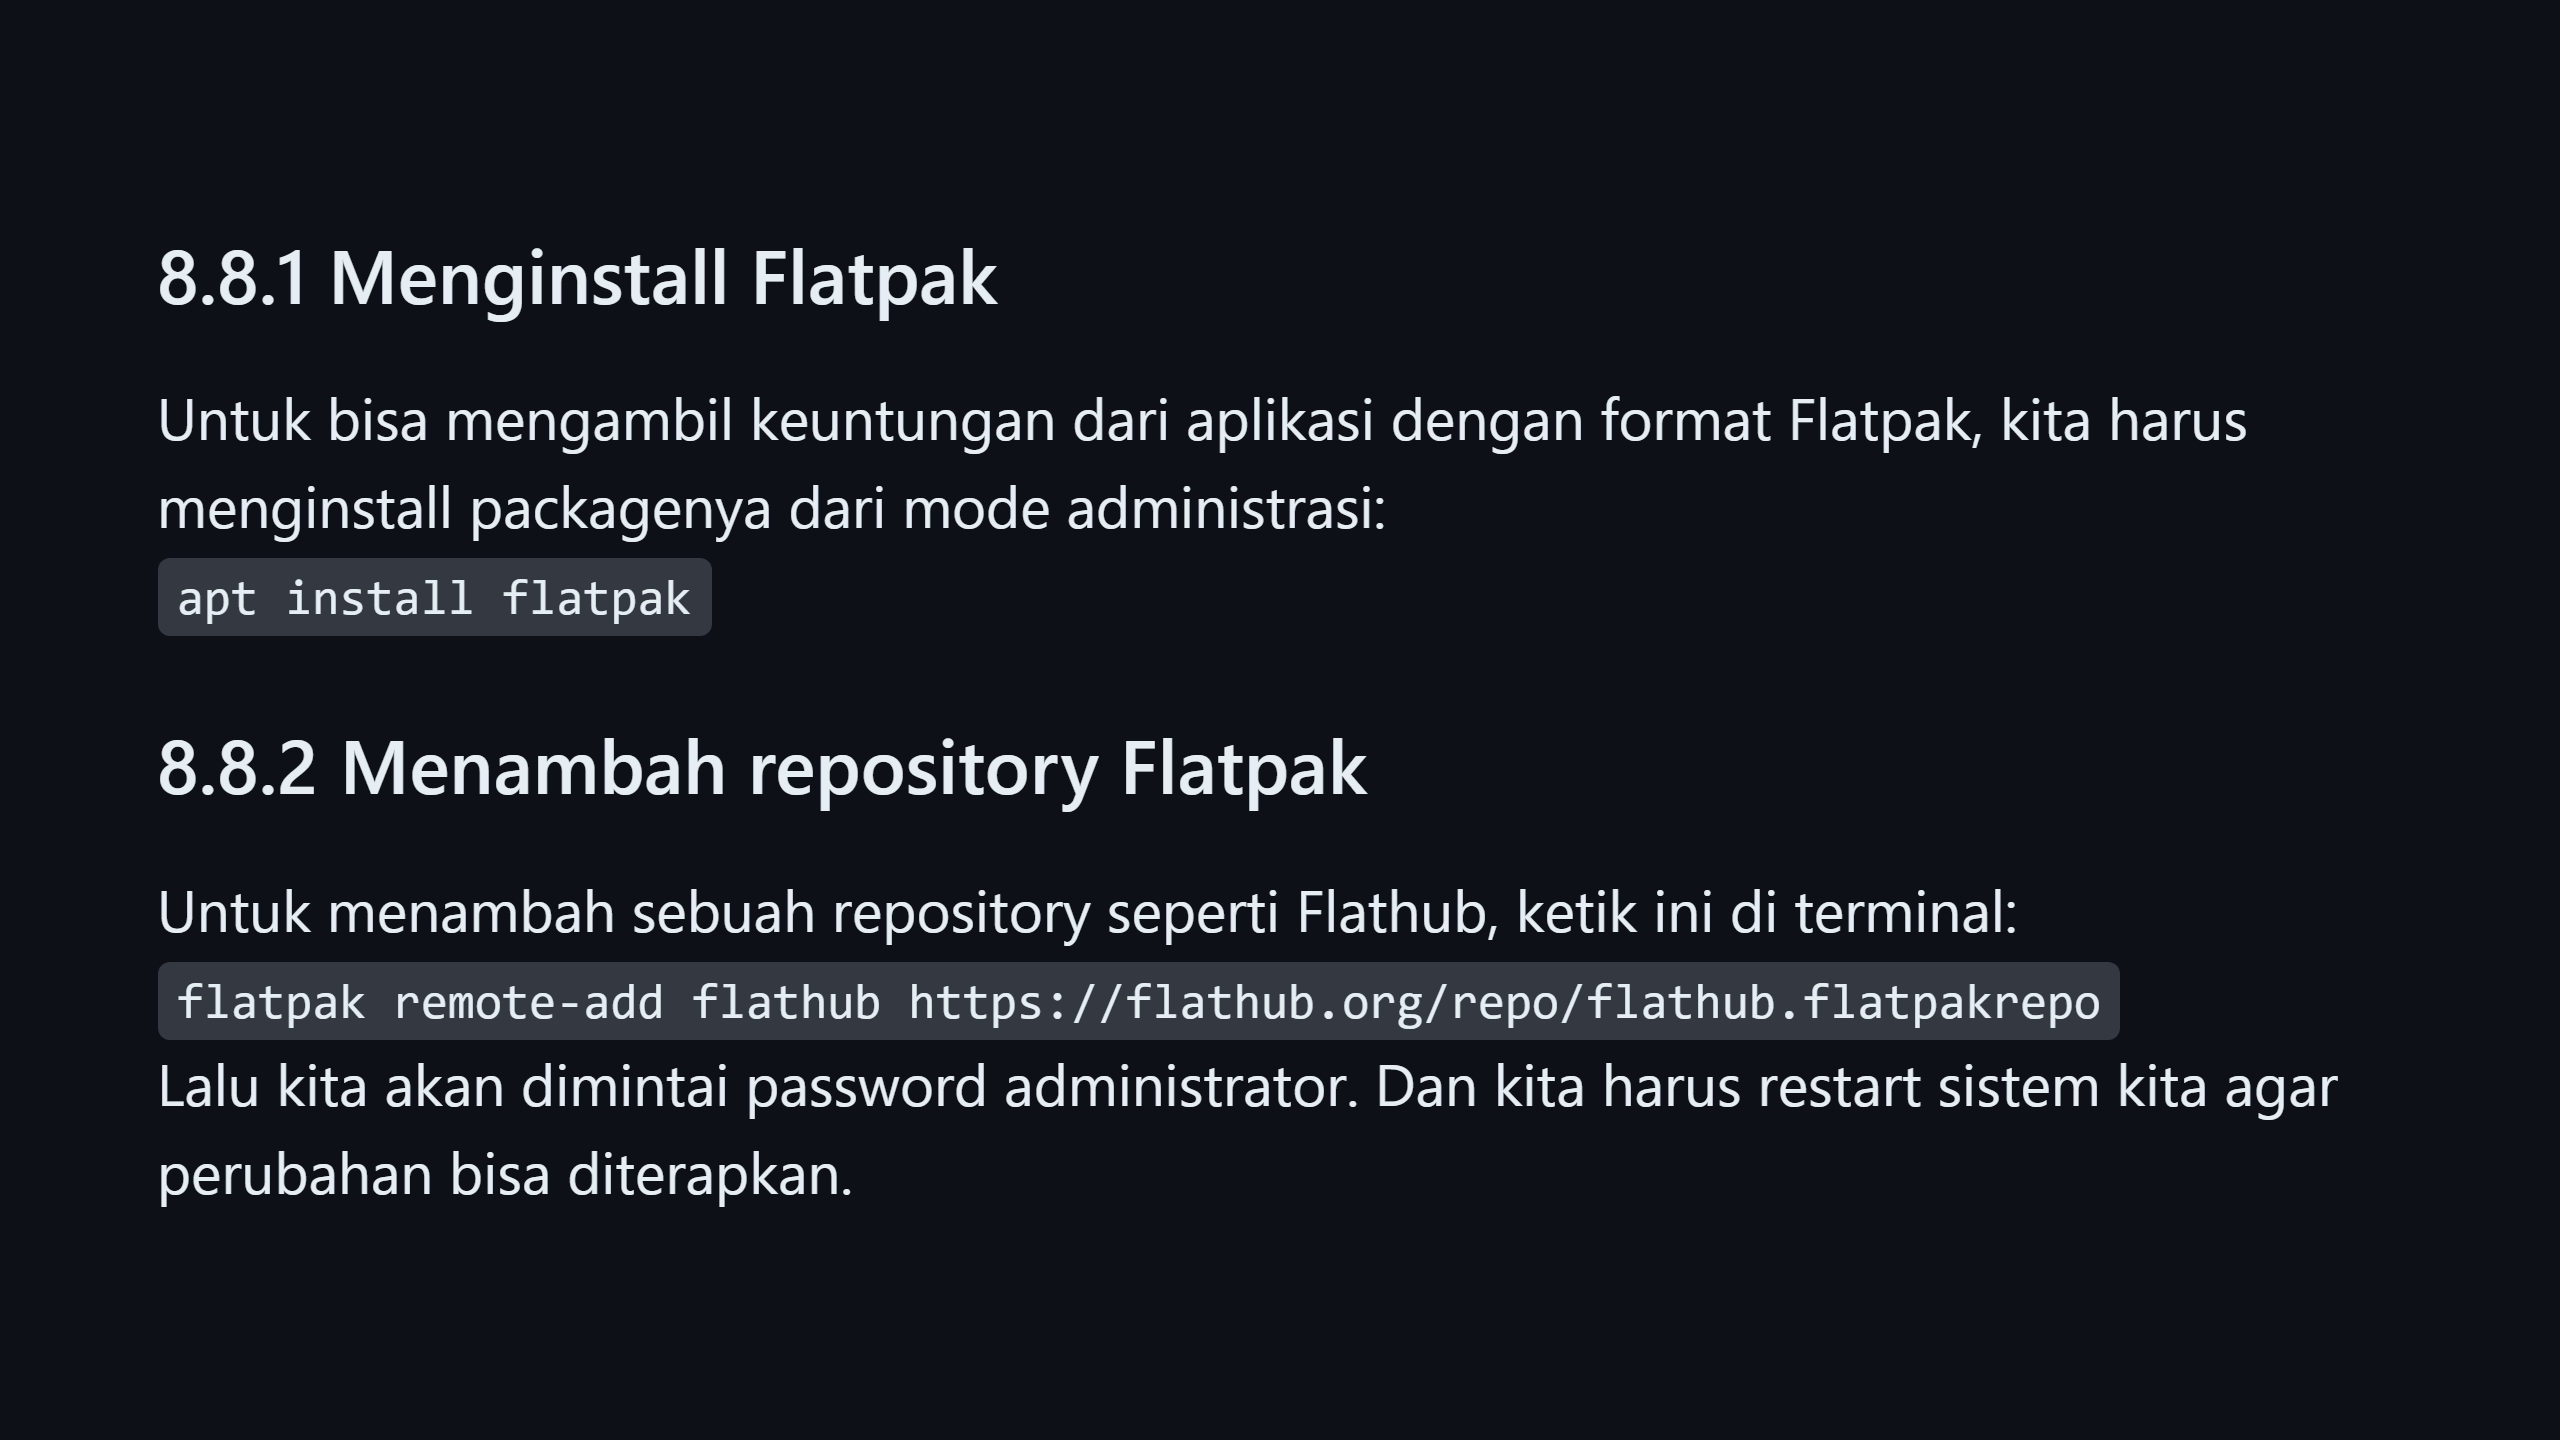 8.8.1 Menginstall Flatpak
Untuk bisa mengambil keuntungan dari aplikasi dengan format Flatpak, kita harus
menginstall packagenya dari mode administrasi:
apt install flatpak
8.8.2 Menambah repository Flatpak
Untuk menambah sebuah repository seperti Flathub, ketik ini di terminal:
flatpak remote-add flathub https://flathub.org/repo/flathub.flatpakrepo
Lalu kita akan dimintai password administrator. Dan kita harus restart sistem kita agar
perubahan bisa diterapkan.